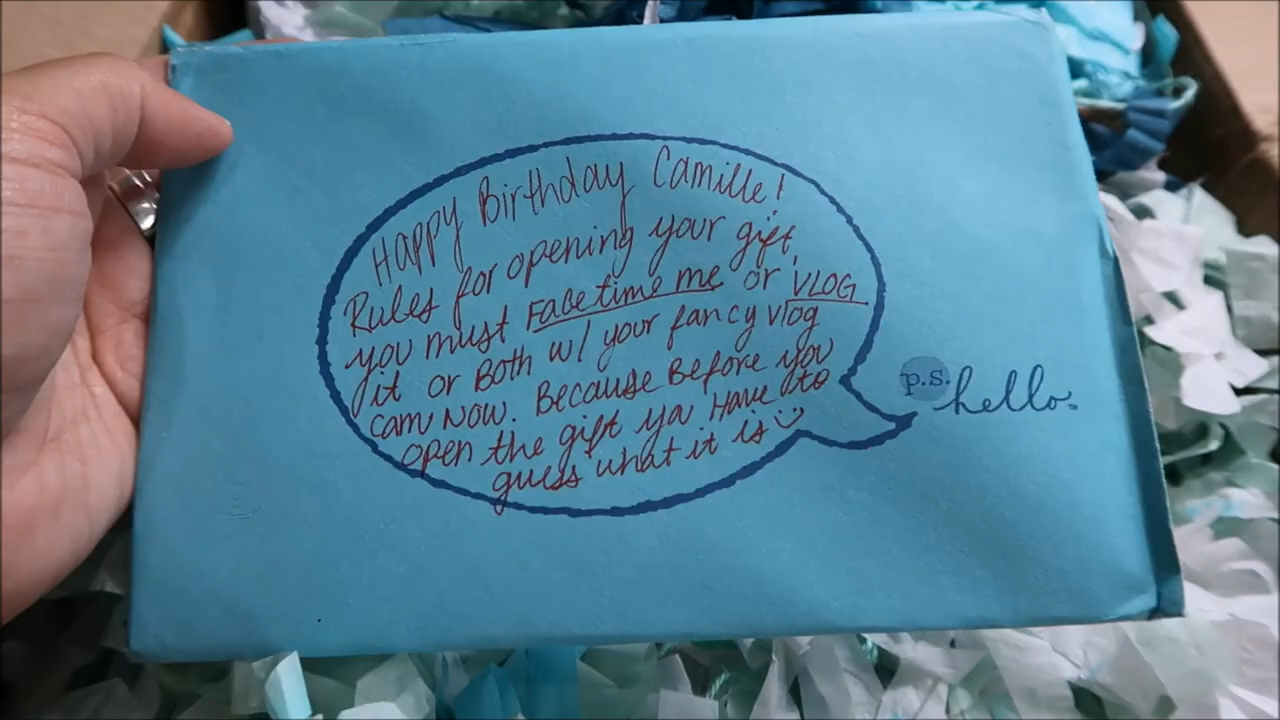 Happy Birthday Camille!
Rules for opening your gift,
you must Facetime me or VLOG
it or Both w/ your fancy vlog
cam NOW. Because Before you
open the gift ya Have to
guess what it is :)
p.s. hello™